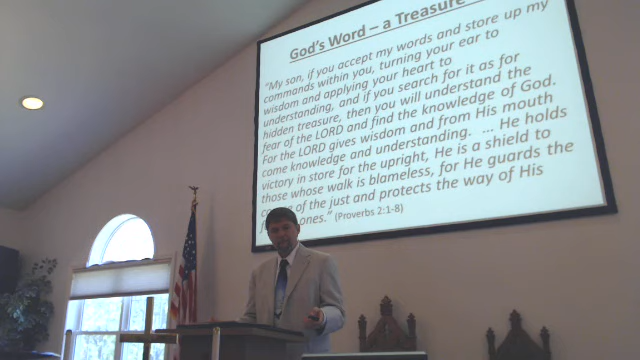 God's Word – a Treasure
"My son, if you accept my words and store up my
commands within you, turning your ear to
wisdom and applying your heart to
understanding, and if you search for it as for
hidden treasure, then you will understand the
fear of the LORD and find the knowledge of God.
For the LORD gives wisdom and from His mouth
come knowledge and understanding. ... He holds
victory in store for the upright, He is a shield to
those whose walk is blameless, for He guards the
of the just and protects the way of His
ones." (Proverbs 2:1-8)